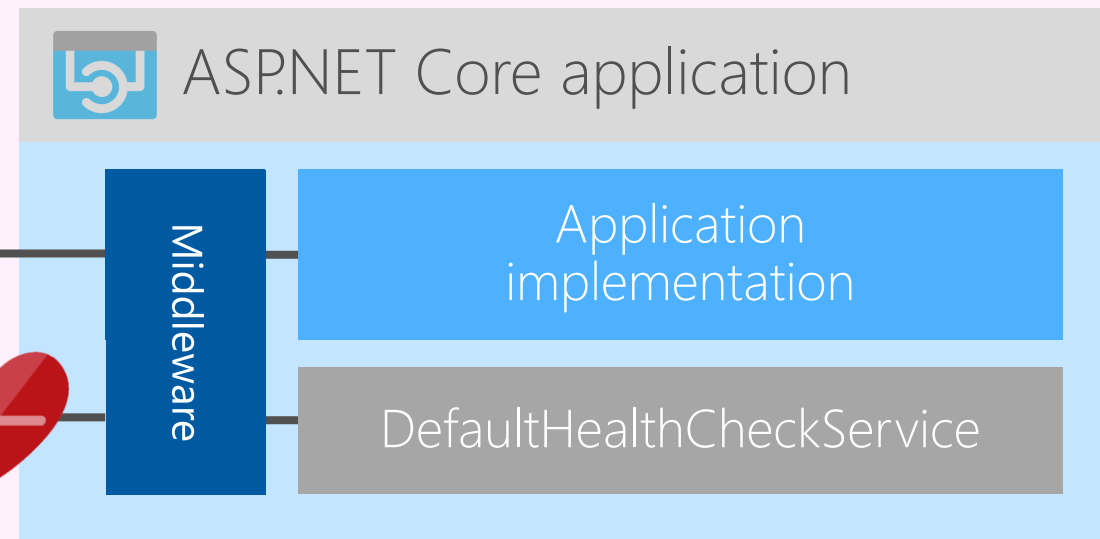 ASP.NET Core application
Middleware
Application
implementation
DefaultHealthCheckService